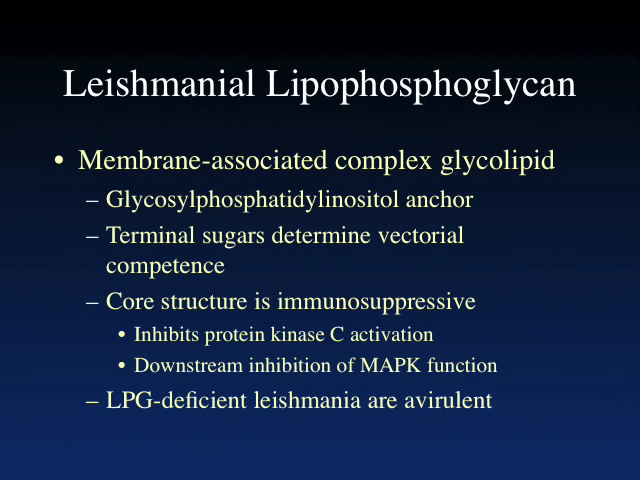 Leishmanial Lipophosphoglycan
• Membrane-associated complex glycolipid
– Glycosylphosphatidylinositol anchor
– Terminal sugars determine vectorial
competence
– Core structure is immunosuppressive
• Inhibits protein kinase C activation
• Downstream inhibition of MAPK function
– LPG-deficient leishmania are avirulent